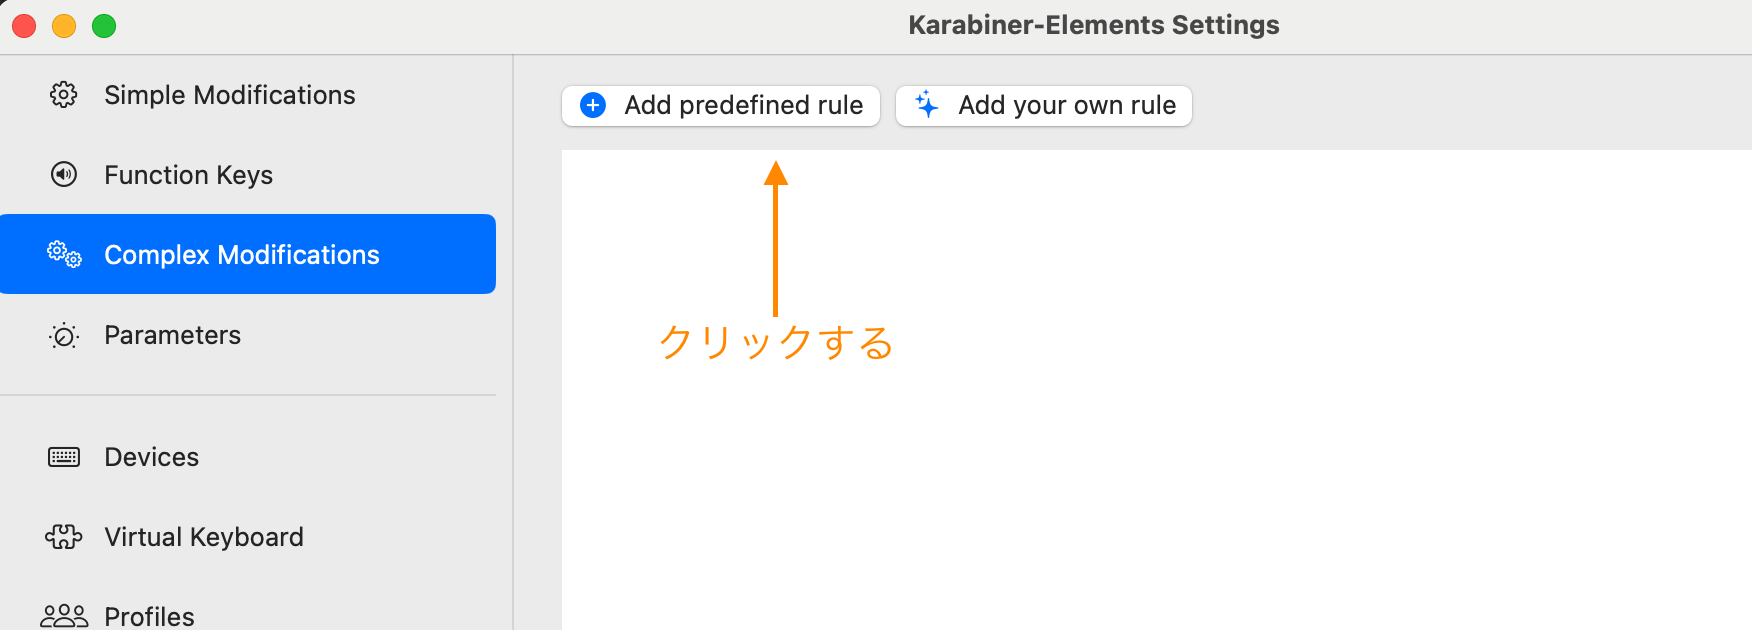 Karabiner-Elements Settings
Simple Modifications
Function Keys
Complex Modifications
Parameters
Devices
Virtual Keyboard
Profiles
Add predefined rule
Add your own rule
クリックする